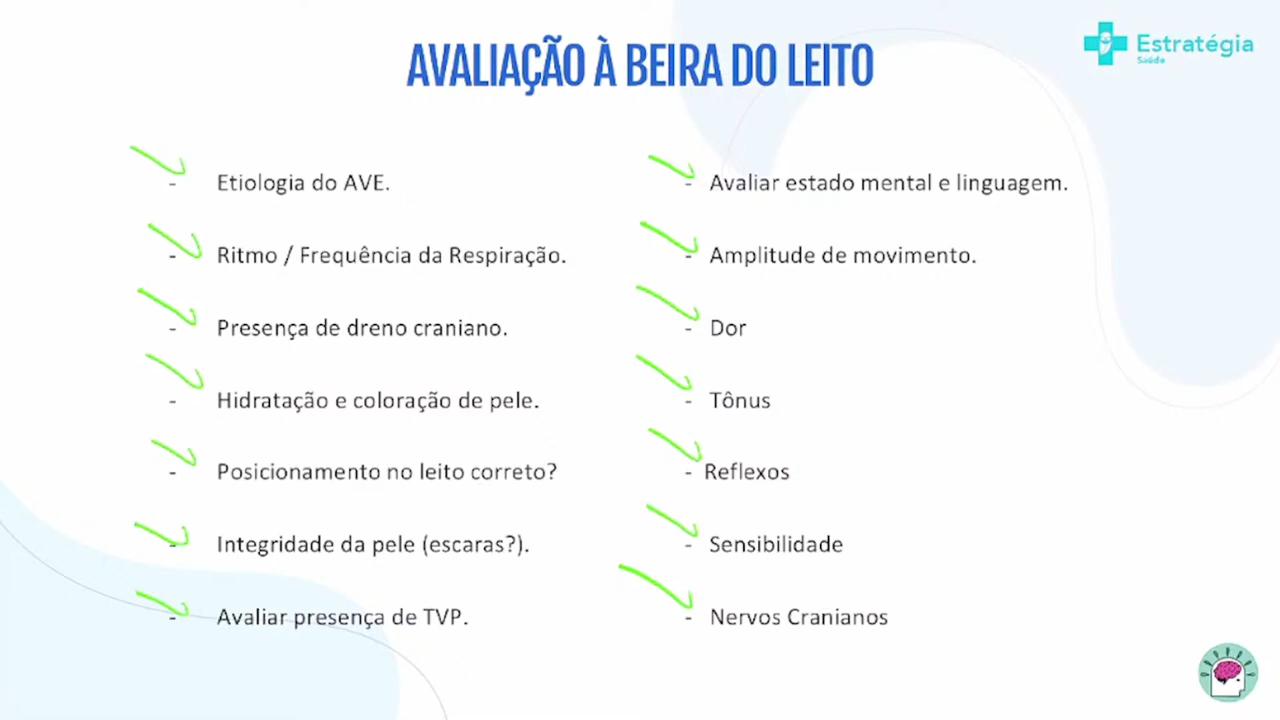 AVALIAÇÃO À BEIRA DO LEITO
Estratégia
Saúde
- Etiologia do AVE.
- Ritmo / Frequência da Respiração.
- Presença de dreno craniano.
- Hidratação e coloração de pele.
- Posicionamento no leito correto?
- Integridade da pele (escaras?).
- Avaliar presença de TVP.
- Avaliar estado mental e linguagem.
- Amplitude de movimento.
- Dor
- Tônus
- Reflexos
- Sensibilidade
- Nervos Cranianos